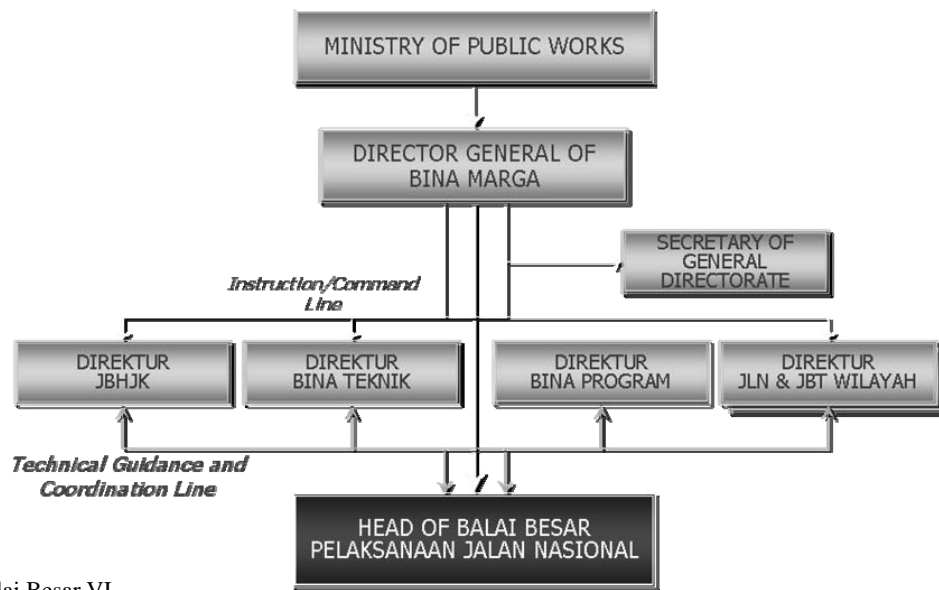 MINISTRY OF PUBLIC WORKS
DIRECTOR GENERAL OF
BINA MARGA
SECRETARY OF
GENERAL
DIRECTORATE
Instruction/Command
Line
DIREKTUR
JBHJK
DIREKTUR
BINA TEKNIK
DIREKTUR
BINA PROGRAM
DIREKTUR
JLN & JBT WILAYAH
Technical Guidance and
Coordination Line
HEAD OF BALAI BESAR
PELAKSANAAN JALAN NASIONAL
Besar VI